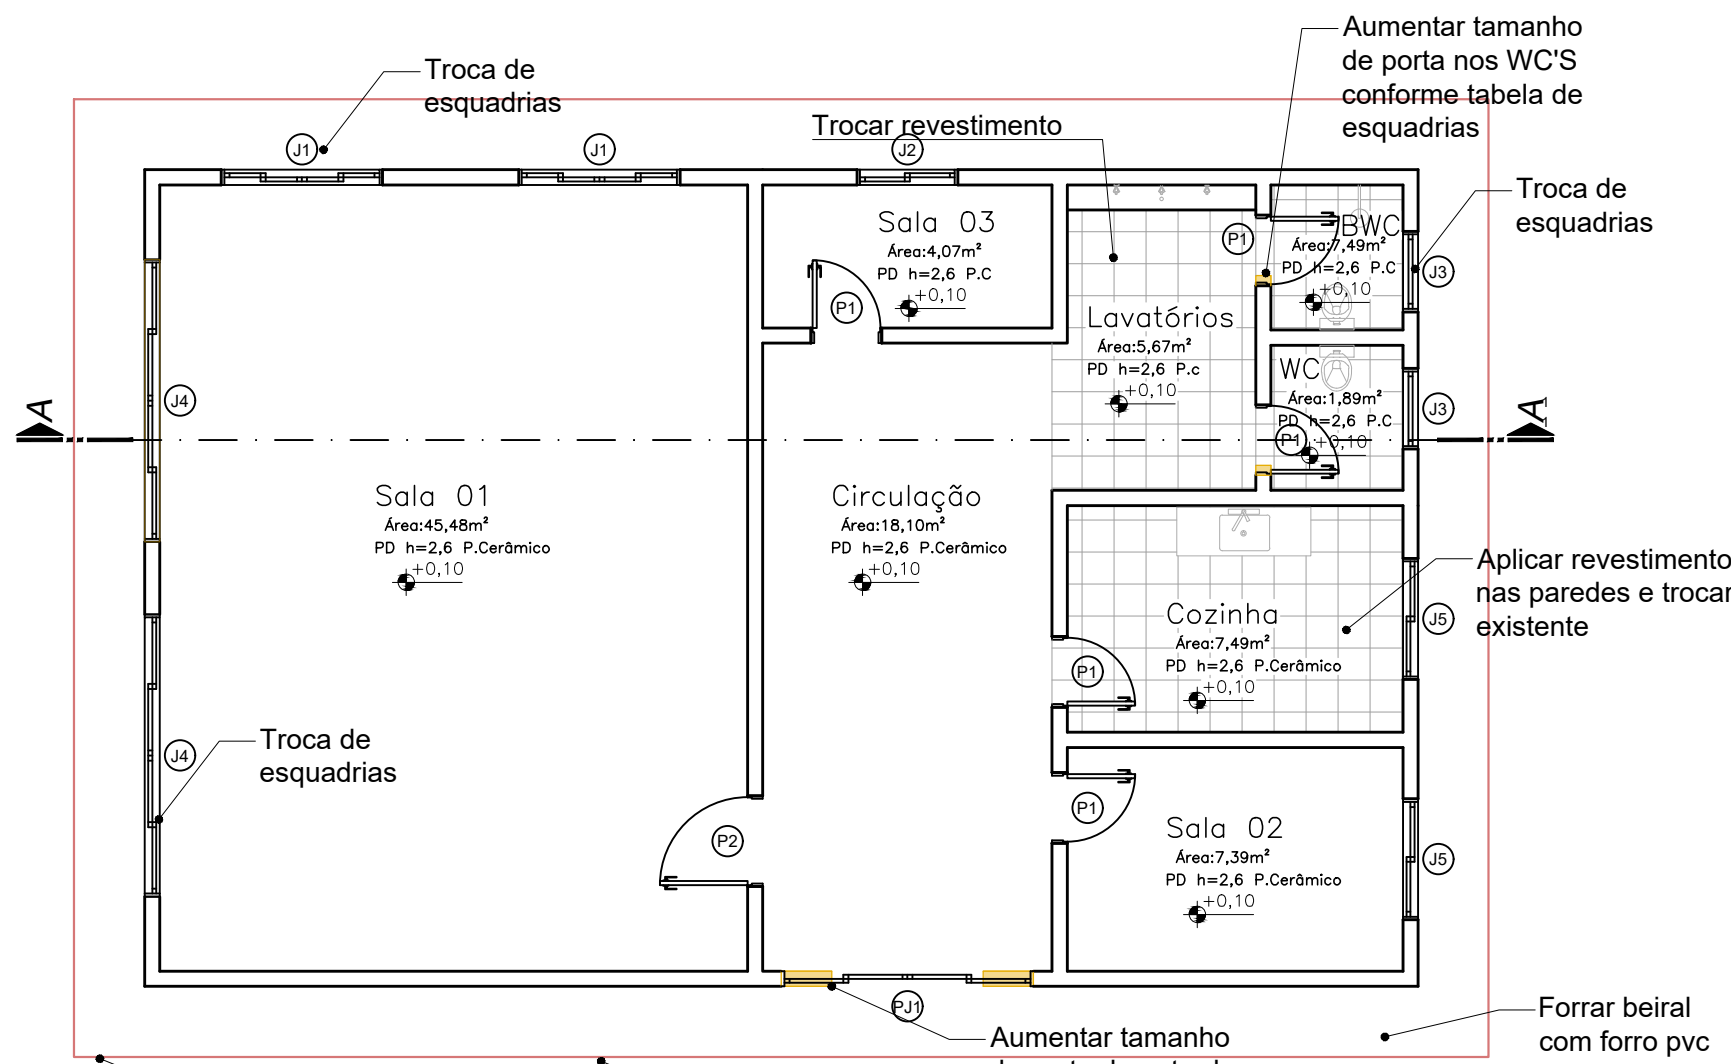 Aumentar tamanho
de porta nos WC'S
conforme tabela de
esquadrias
Troca de
esquadrias
Trocar revestimento
J1
J1
J2
Troca de
esquadrias
Sala 03
Área:4,07m²
PD h=2,6 P.C
+0,10
P1
P1
BWC
Área:7,49m²
PD h=2,6 P.C
+0,10
J3
Lavatórios
Área:5,67m²
PD h=2,6 P.c
+0,10
WC
Área:1,89m²
PD h=2,6 P.C
+0,10
P1
J3
J4
A
A
Sala 01
Área:45,48m²
PD h=2,6 P.Cerâmico
+0,10
Circulação
Área:18,10m²
PD h=2,6 P.Cerâmico
+0,10
Aplicar revestimento
nas paredes e trocar
existente
Cozinha
Área:7,49m²
PD h=2,6 P.Cerâmico
+0,10
P1
J5
Troca de
esquadrias
J4
P2
P1
Sala 02
Área:7,39m²
PD h=2,6 P.Cerâmico
+0,10
J5
PJ1
Aumentar tamanho
Forrar beiral
com forro pvc